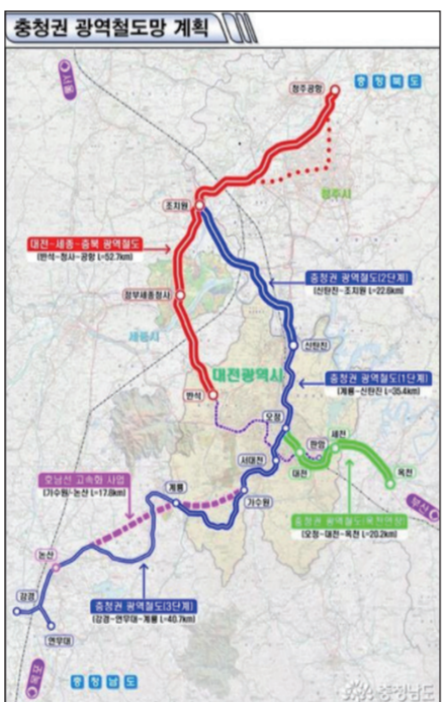 충청권 광역철도망 계획
서울
충청북도
청주공항
청주시
조치원
대전-세종-충북 광역철도
(반석-청사-공항 L=52.7km)
충청권 광역철도(2단계)
(신탄진-조치원 L=22.6km)
정부세종청사
세종시
신탄진
대전광역시
충청권 광역철도(1단계)
(계룡-신탄진 L=35.4km)
반석
오정
세천
판암
서대전
대전
옥천
호남선 고속화 사업
(가수원-논산 L=17.8km)
계룡
가수원
부산
충청권 광역철도(옥천연장)
(오정-대전-옥천 L=20.2km)
논산
강경
충청권 광역철도(3단계)
(강경-연무대-계룡 L=40.7km)
연무대
목포
충청남도
충청남도